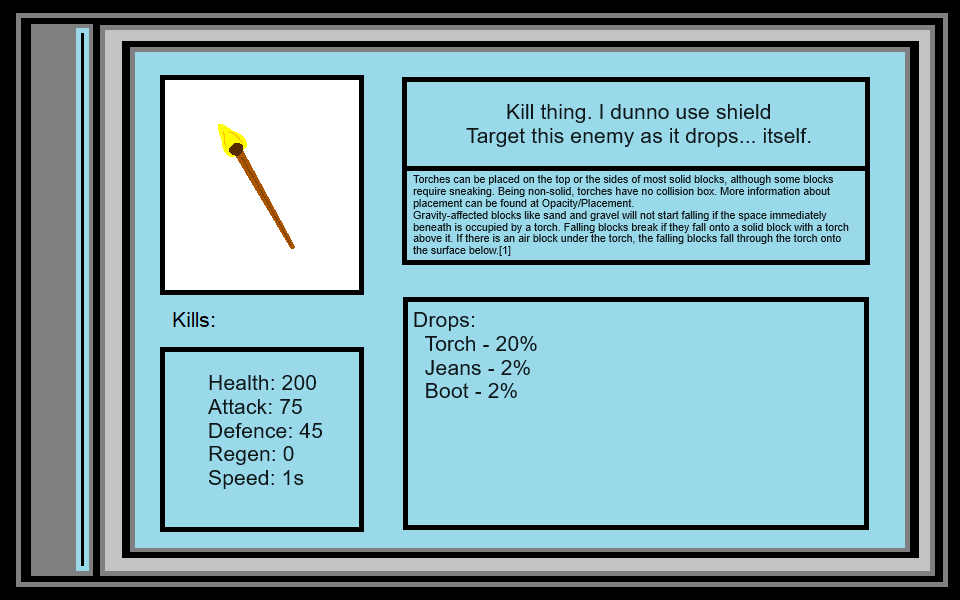 Kill thing. I dunno use shield
Target this enemy as it drops... itself.
Torches can be placed on the top or the sides of most solid blocks, although some blocks
require sneaking. Being non-solid, torches have no collision box. More information about
placement can be found at Opacity/Placement.
Gravity-affected blocks like sand and gravel will not start falling if the space immediately
beneath is occupied by a torch. Falling blocks break if they fall onto a solid block with a torch
above it. If there is an air block under the torch, the falling blocks fall through the torch onto
the surface below.[1]
Kills:
Health: 200
Attack: 75
Defence: 45
Regen: 0
Speed: 1s
Drops:
Torch - 20%
Jeans - 2%
Boot - 2%